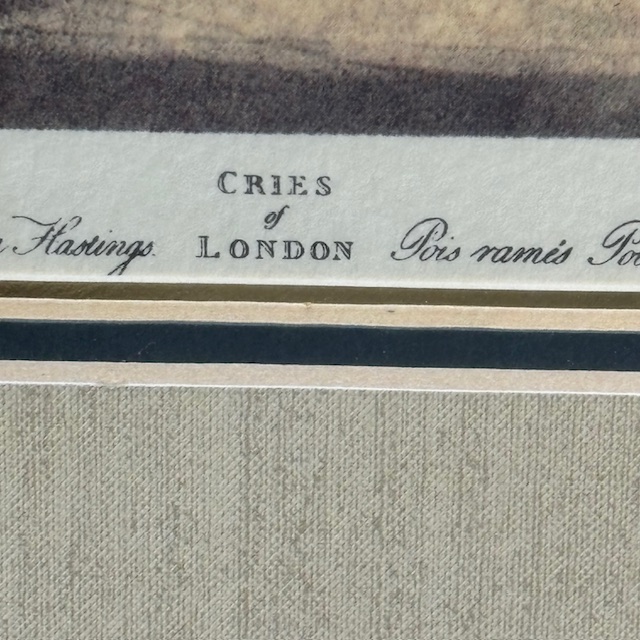 CRIES
of
Hastings. LONDON Pois ramés